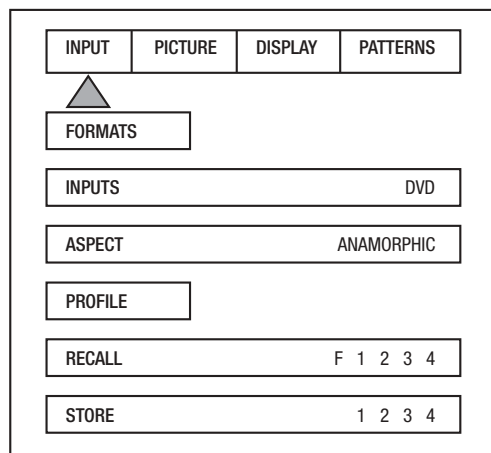 INPUT PICTURE DISPLAY PATTERNS
FORMATS
INPUTS DVD
ASPECT ANAMORPHIC
PROFILE
RECALL F 1 2 3 4
STORE 1 2 3 4